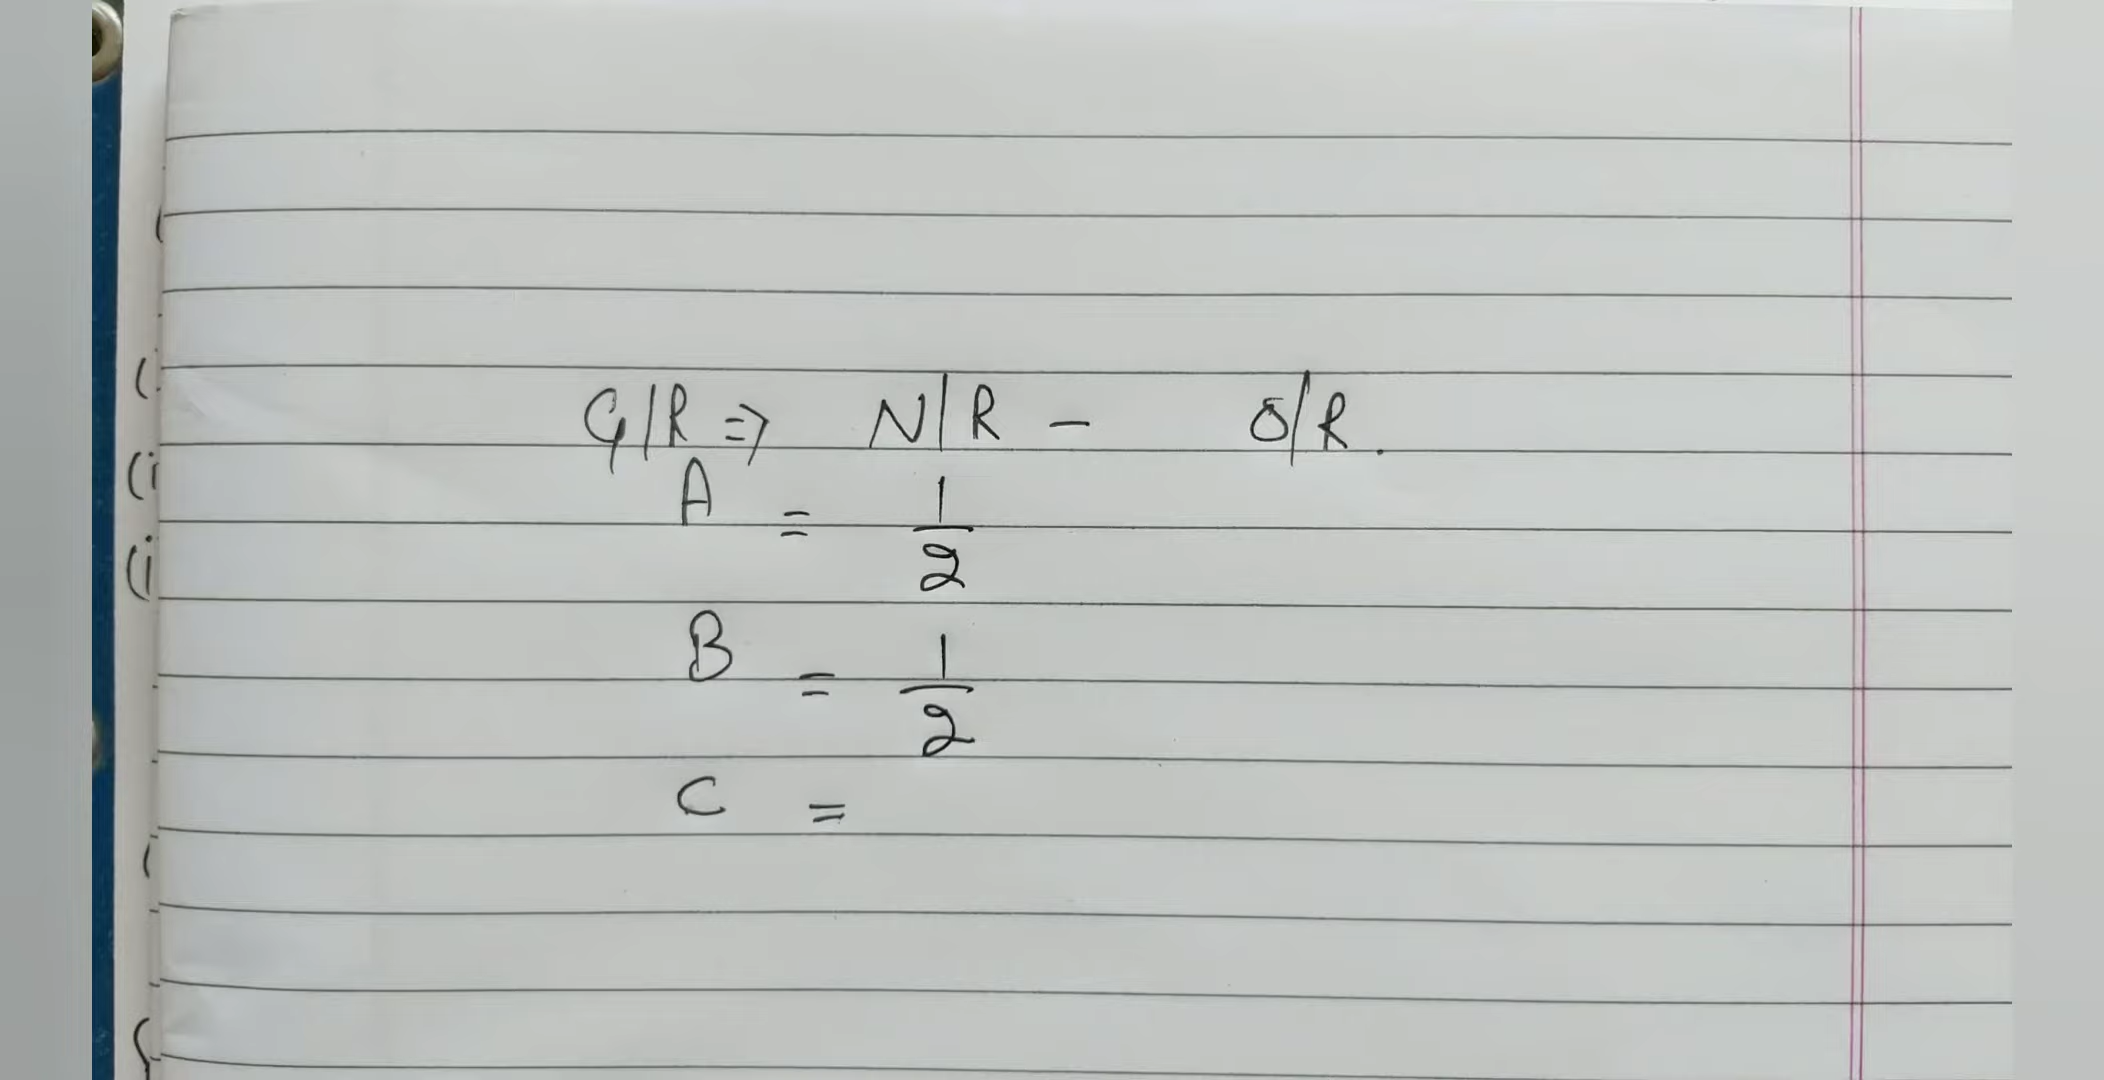 G/R ⇒ N/R - O/R.
A = 1/2
B = 1/2
C =
(
(
(i
(i
(